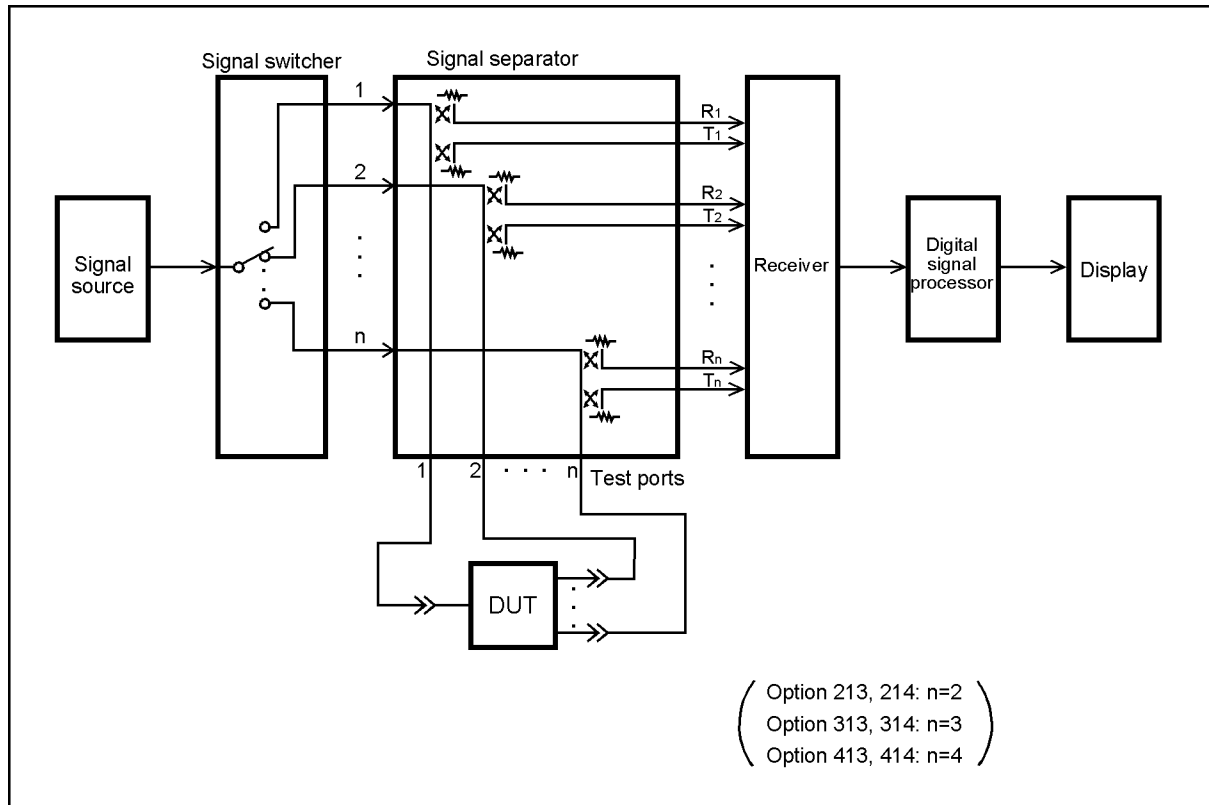 Signal switcher
Signal separator
1
2
n
R1
T1
R2
T2
Rn
Tn
Signal
source
Receiver
Digital
signal
processor
Display
1 2 · · · n Test ports
DUT
Option 213, 214: n=2
Option 313, 314: n=3
Option 413, 414: n=4